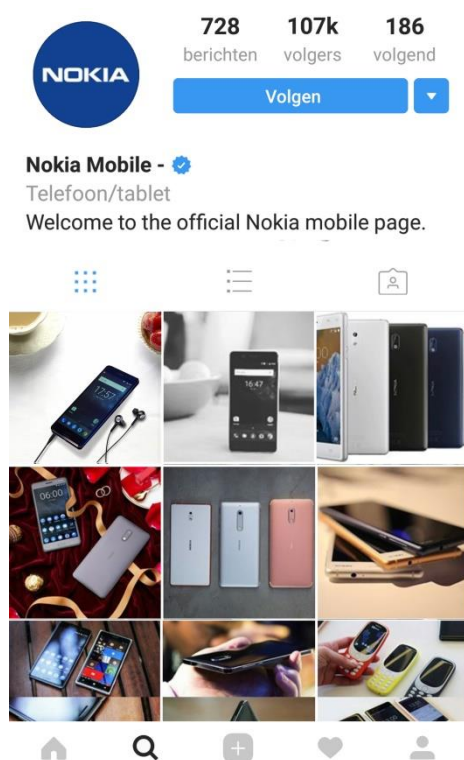 728 107k 186
berichten volgers volgend
NOKIA
Volgen
Nokia Mobile -
Telefoon/tablet
Welcome to the official Nokia mobile page.
17:57
16:47
06:00